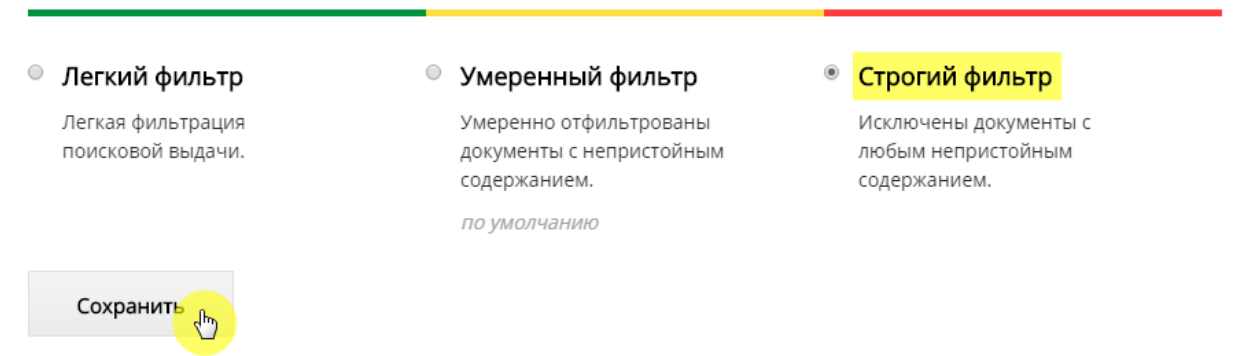 Легкий фильтр
Легкая фильтрация
поисковой выдачи.
Умеренный фильтр
Умеренно отфильтрованы
документы с непристойным
содержанием.
по умолчанию
Строгий фильтр
Исключены документы с
любым непристойным
содержанием.
Сохранить